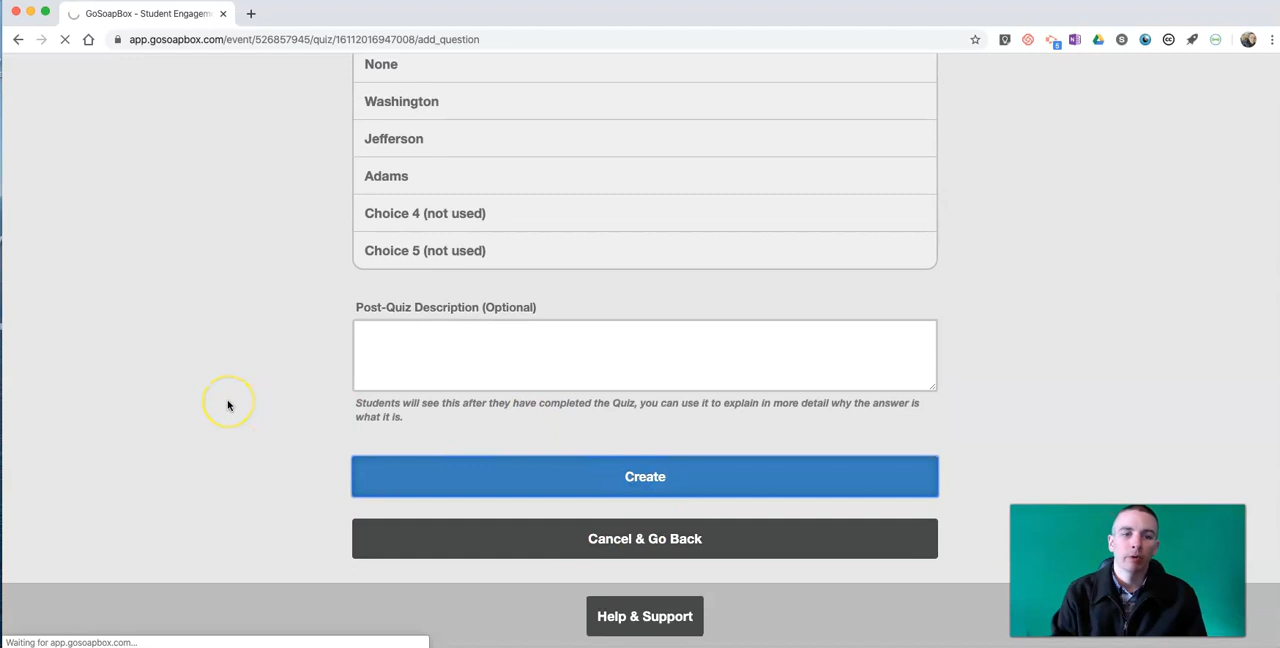 GoSoapBox - Student Engagem
app.gosoapbox.com/event/526857945/quiz/16112016947008/add_question
None
Washington
Jefferson
Adams
Choice 4 (not used)
Choice 5 (not used)
Post-Quiz Description (Optional)
Students will see this after they have completed the Quiz, you can use it to explain in more detail why the answer is
what it is.
Create
Cancel & Go Back
Help & Support
Waiting for app.gosoapbox.com...